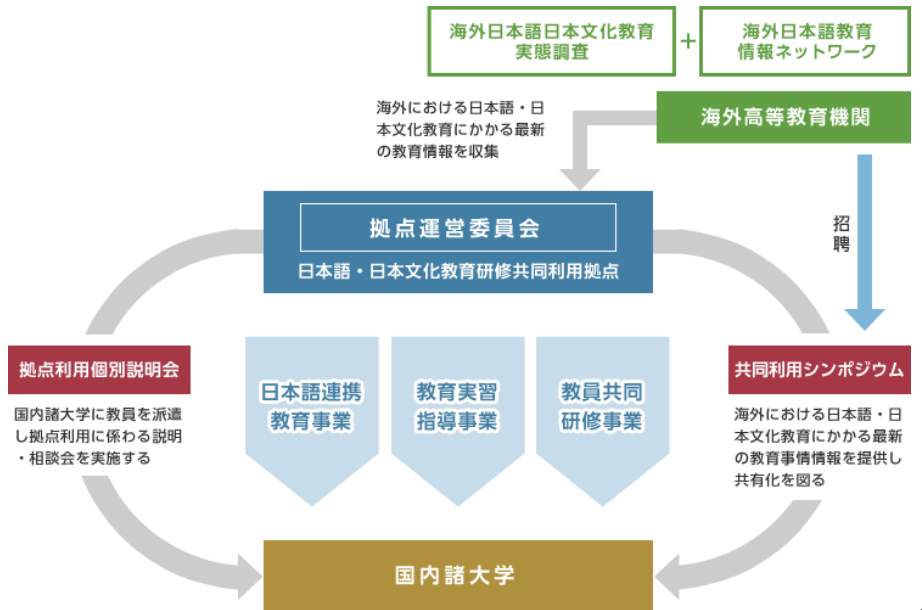 海外日本語日本文化教育
実態調査
+
海外日本語教育
情報ネットワーク
海外高等教育機関
海外における日本語・日
本文化教育にかかる最新
の教育情報を収集
招聘
拠点運営委員会
日本語・日本文化教育研修共同利用拠点
拠点利用個別説明会
国内諸大学に教員を派遣
し拠点利用に係わる説明
・相談会を実施する
日本語連携
教育事業
教育実習
指導事業
教員共同
研修事業
共同利用シンポジウム
海外における日本語・日
本文化教育にかかる最新
の教育事情情報を提供し
共有化を図る
国内諸大学